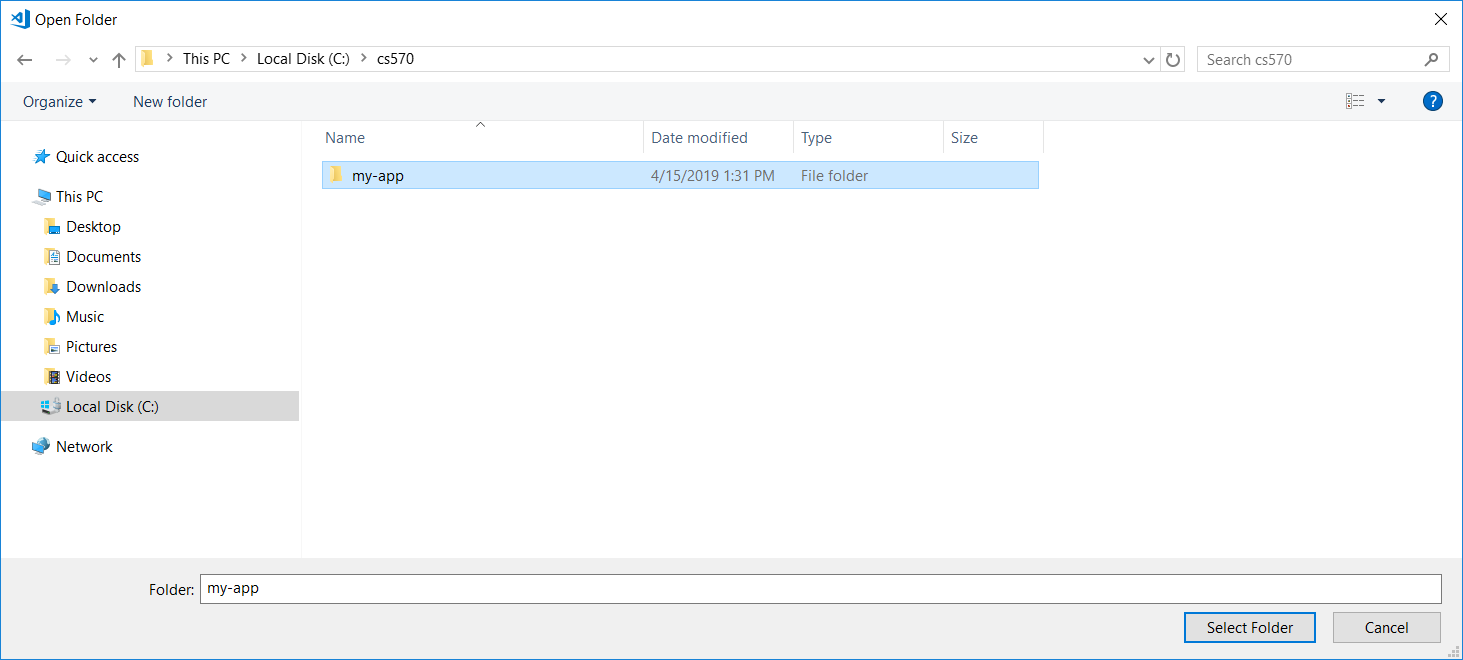 Open Folder
This PC Local Disk (C:) cs570 Search cs570
Organize New folder ?
Name Date modified Type Size
my-app 4/15/2019 1:31 PM File folder
Quick access
This PC
Desktop
Documents
Downloads
Music
Pictures
Videos
Local Disk (C:)
Network
Folder: my-app
Select Folder Cancel